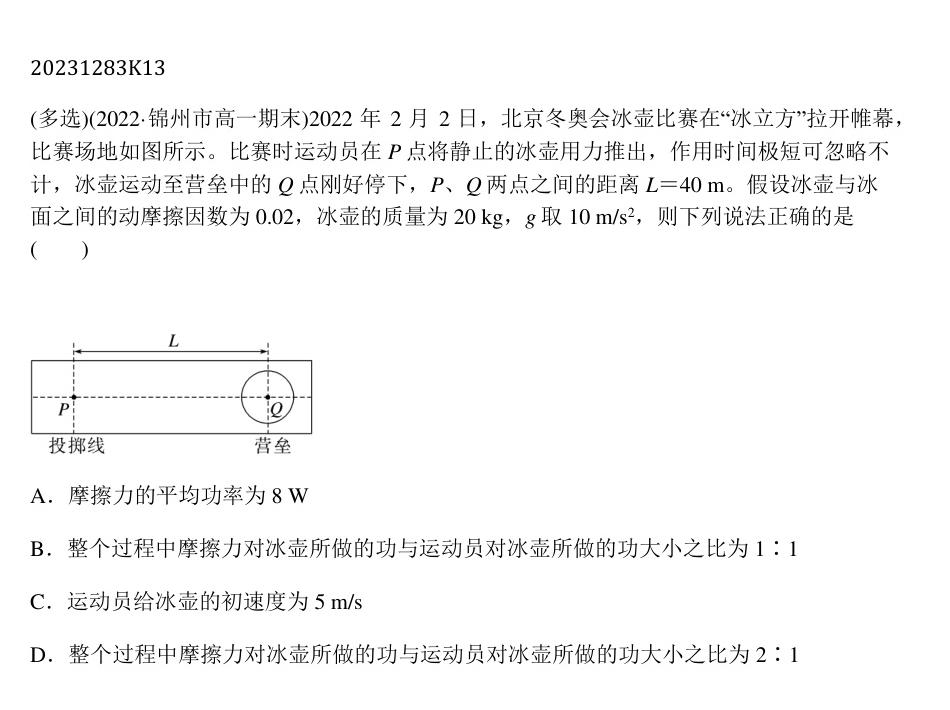 20231283K13
(多选)(2022·锦州市高一期末)2022 年 2 月 2 日，北京冬奥会冰壶比赛在“冰立方”拉开帷幕，
比赛场地如图所示。比赛时运动员在 P 点将静止的冰壶用力推出，作用时间极短可忽略不
计，冰壶运动至营垒中的 Q 点刚好停下，P、Q 两点之间的距离 L＝40 m。假设冰壶与冰
面之间的动摩擦因数为 0.02，冰壶的质量为 20 kg，g 取 10 m/s²，则下列说法正确的是
(　　)
L
P
Q
投掷线
营垒
A．摩擦力的平均功率为 8 W
B．整个过程中摩擦力对冰壶所做的功与运动员对冰壶所做的功大小之比为 1∶1
C．运动员给冰壶的初速度为 5 m/s
D．整个过程中摩擦力对冰壶所做的功与运动员对冰壶所做的功大小之比为 2∶1